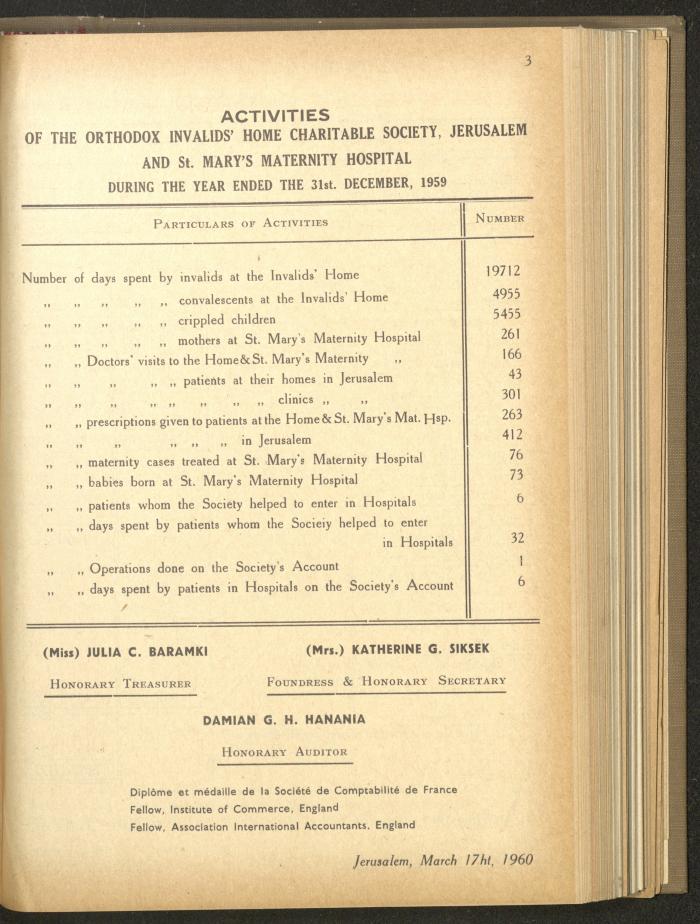 3
ACTIVITIES
OF THE ORTHODOX INVALIDS' HOME CHARITABLE SOCIETY, JERUSALEM
AND St. MARY'S MATERNITY HOSPITAL
DURING THE YEAR ENDED THE 31st. DECEMBER, 1959
PARTICULARS OF ACTIVITIES NUMBER
Number of days spent by invalids at the Invalids' Home 19712
,, ,, ,, ,, ,, convalescents at the Invalids' Home 4955
,, ,, ,, ,, ,, crippled children 5455
,, ,, ,, ,, ,, mothers at St. Mary's Maternity Hospital 261
,, ,, Doctors' visits to the Home & St. Mary's Maternity ,, 166
,, ,, ,, ,, ,, patients at their homes in Jerusalem 43
,, ,, ,, ,, ,, ,, ,, ,, clinics ,, ,, 301
,, ,, prescriptions given to patients at the Home & St. Mary's Mat. Hsp. 263
,, ,, ,, ,, ,, ,, in Jerusalem 412
,, ,, maternity cases treated at St. Mary's Maternity Hospital 76
,, ,, babies born at St. Mary's Maternity Hospital 73
,, ,, patients whom the Society helped to enter in Hospitals 6
,, ,, days spent by patients whom the Socieiy helped to enter
in Hospitals 32
,, ,, Operations done on the Society's Account 1
,, ,, days spent by patients in Hospitals on the Society's Account 6
(Miss) JULIA C. BARAMKI (Mrs.) KATHERINE G. SIKSEK
HONORARY TREASURER FOUNDRESS & HONORARY SECRETARY
DAMIAN G. H. HANANIA
HONORARY AUDITOR
Diplôme et médaille de la Société de Comptabilité de France
Fellow, Institute of Commerce, England
Fellow, Association International Accountants, England
Jerusalem, March 17ht, 1960